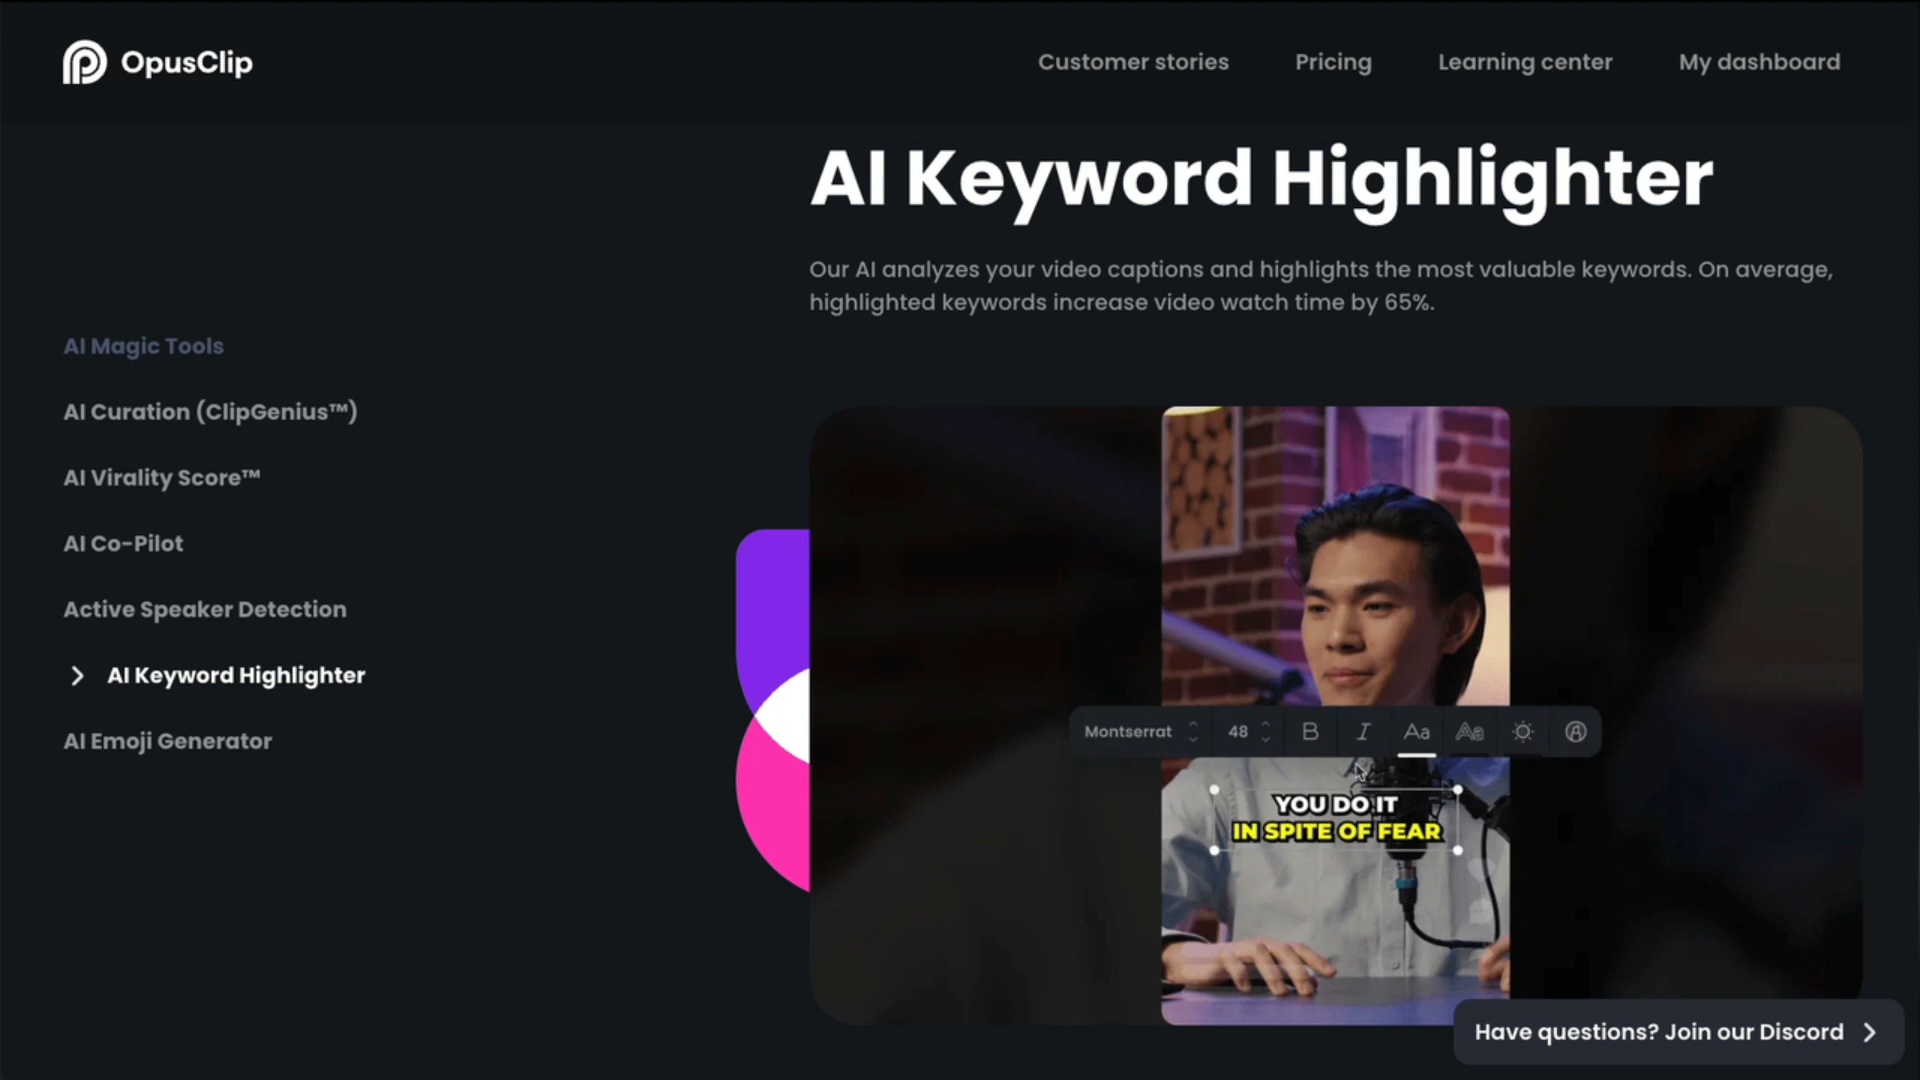 OpusClip
Customer stories
Pricing
Learning center
My dashboard
AI Keyword Highlighter
Our AI analyzes your video captions and highlights the most valuable keywords. On average,
highlighted keywords increase video watch time by 65%.
AI Magic Tools
AI Curation (ClipGenius™)
AI Virality Score™
AI Co-Pilot
Active Speaker Detection
AI Keyword Highlighter
AI Emoji Generator
Montserrat
48
B
I
Aa
Aa
A
YOU DO IT
IN SPITE OF FEAR
Have questions? Join our Discord